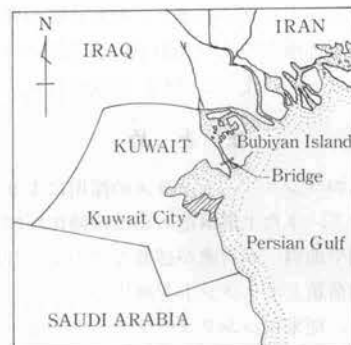 N
IRAN
IRAQ
KUWAIT
Bubiyan Island
Bridge
Kuwait City
Persian Gulf
SAUDI ARABIA